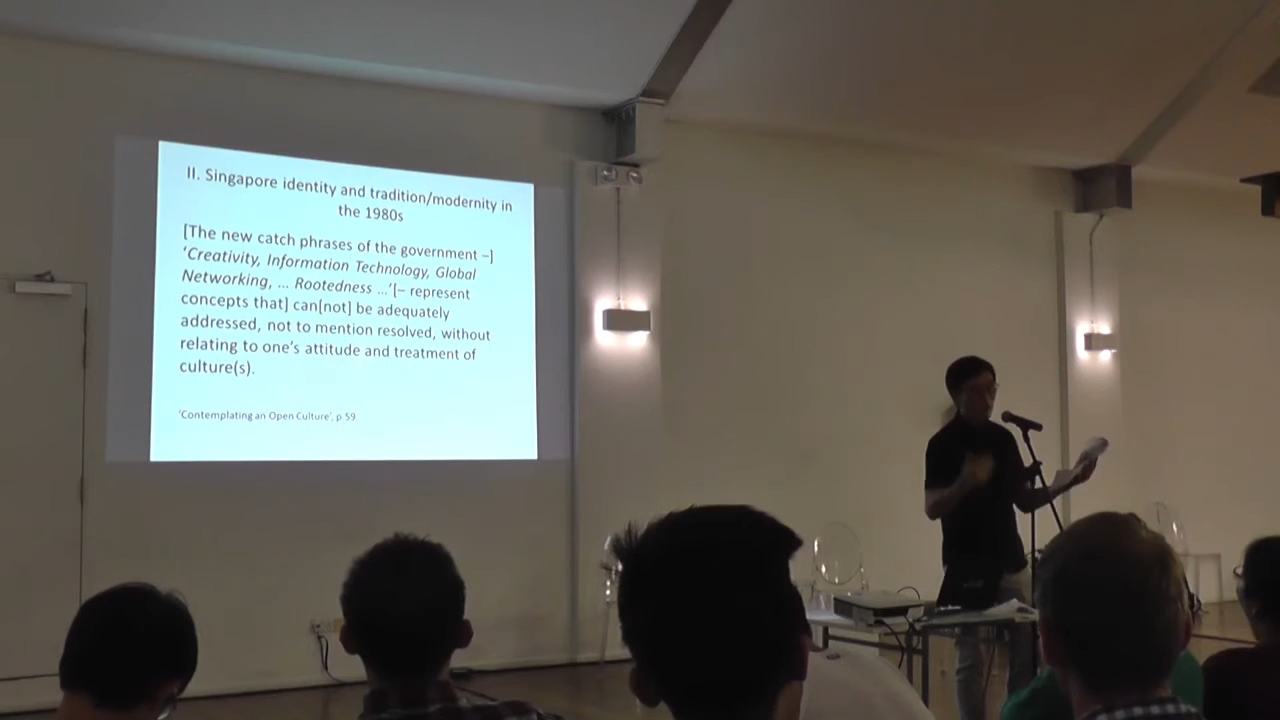 II. Singapore identity and tradition/modernity in
the 1980s
[The new catch phrases of the government –]
‘Creativity, Information Technology, Global
Networking, ... Rootedness ...’[– represent
concepts that] can[not] be adequately
addressed, not to mention resolved, without
relating to one’s attitude and treatment of
culture(s).
‘Contemplating an Open Culture’, p 59